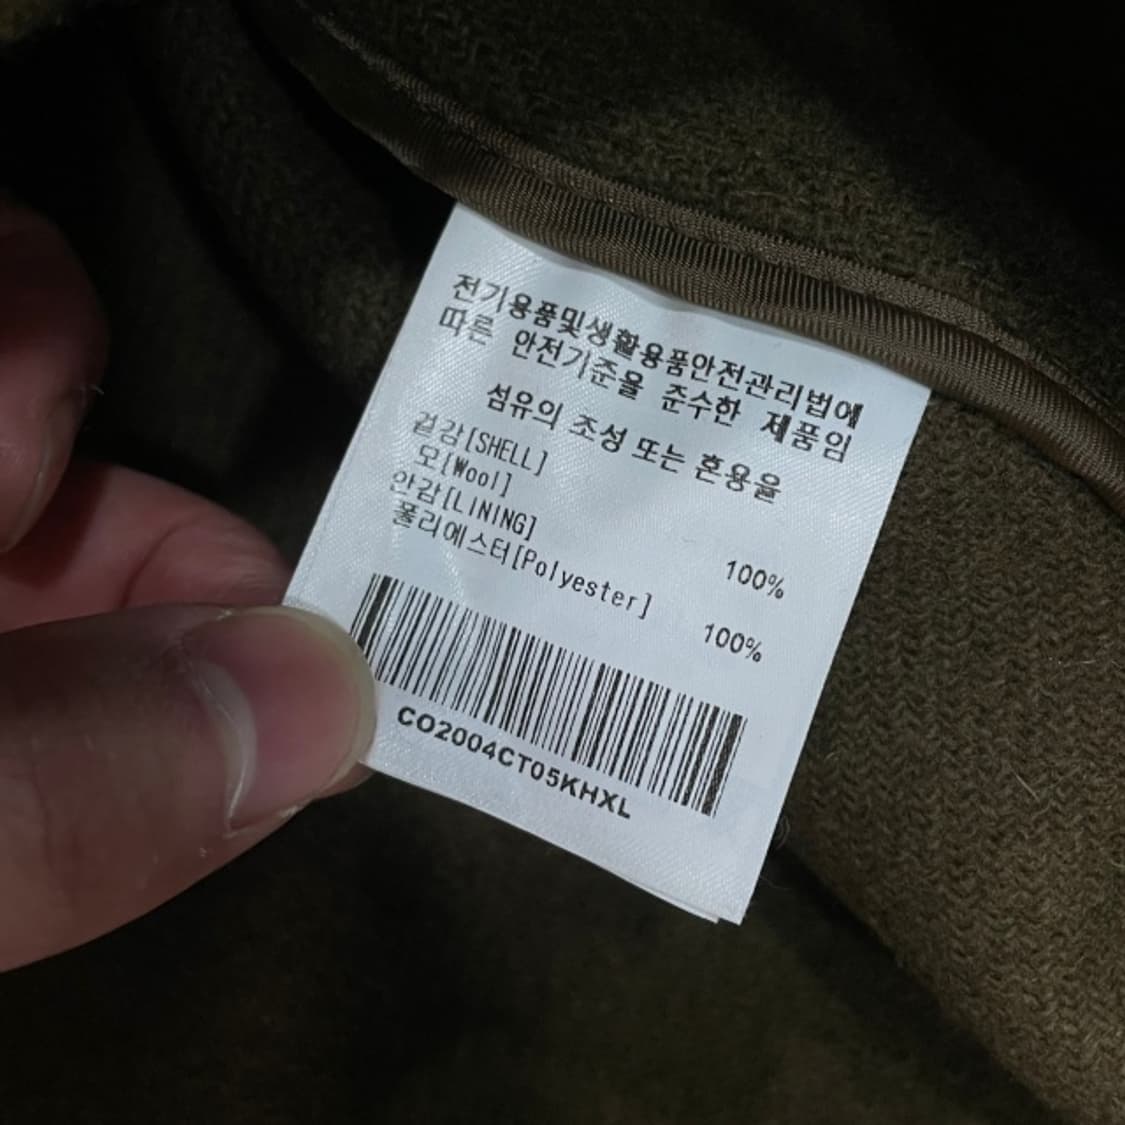 전기용품및생활용품안전관리법에
따른 안전기준을 준수한 제품임
섬유의 조성 또는 혼용율
겉감[SHELL]
모[Wool] 100%
안감[LINING]
폴리에스터[Polyester] 100%
CO2004CT05KHXL